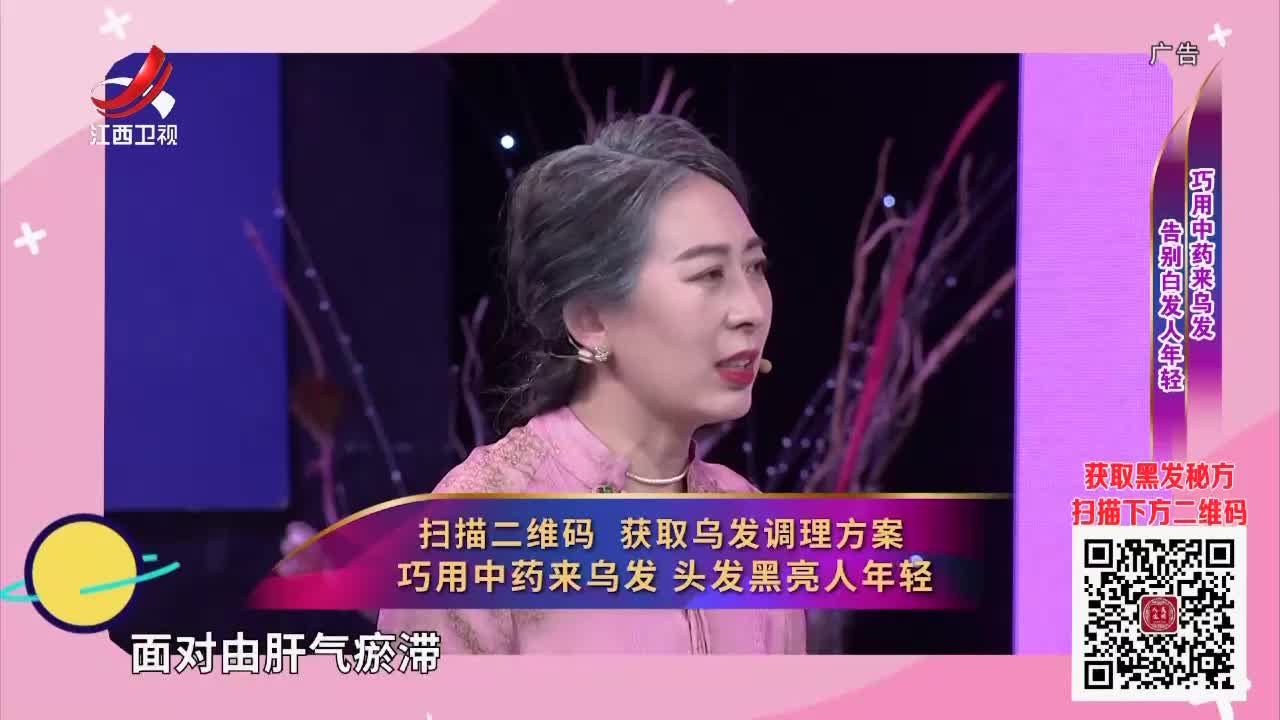 江西卫视
广告
巧用中药来乌发
告别白发人年轻
获取黑发秘方
扫描下方二维码
扫描二维码 获取乌发调理方案
巧用中药来乌发 头发黑亮人年轻
面对由肝气瘀滞